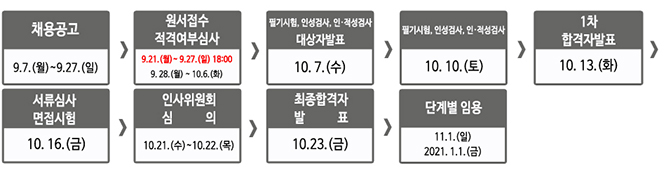 채용공고
9.7.(월)~9.27.(일)
원서접수
적격여부심사
9.21.(월)~9.27.(일) 18:00
9.28.(월)~10.6.(화)
필기시험, 인성검사, 인·적성검사
대상자발표
10. 7.(수)
필기시험, 인성검사, 인·적성검사
10. 10.(토)
1차
합격자발표
10. 13.(화)
서류심사
면접시험
10. 16.(금)
인사위원회
심 의
10.21.(수)~10.22.(목)
최종합격자
발 표
10.23.(금)
단계별 임용
11.1.(일)
2021. 1.1.(금)